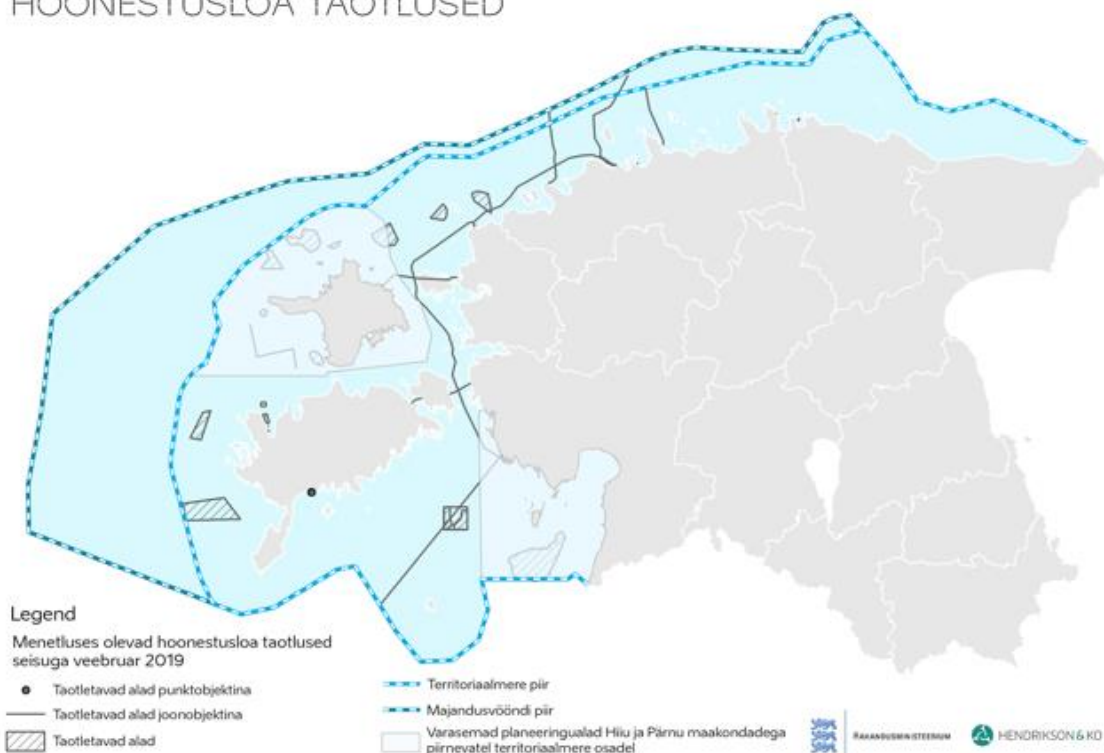 HOONESTUSLOA TAOTLUSED
Legend
Menetluses olevad hoonestusloa taotlused
seisuga veebruar 2019
Taotletavad alad punktobjektina
Taotletavad alad joonobjektina
Taotletavad alad
Territoriaalmere piir
Majandusvööndi piir
Varasemad planeeringualad Hiiu ja Pärnu maakondadega
piirnevatel territoriaalmere osadel
RAHANDUSMINISTEERIUM
HENDRIKSON & KO